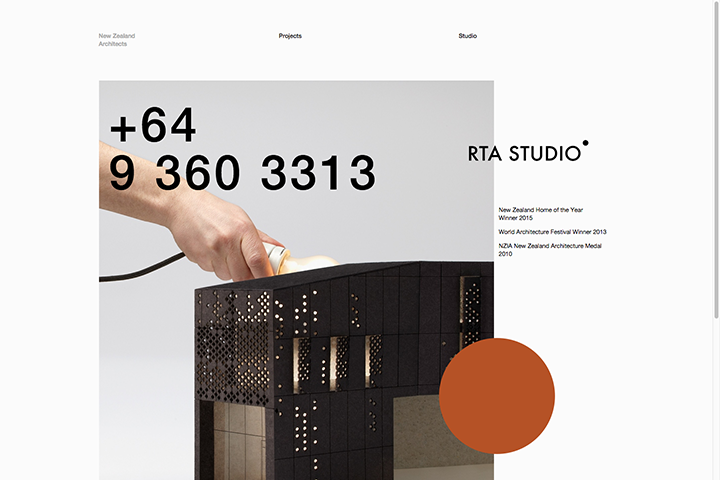 New Zealand
Architects
Projects
Studio
+64
9 360 3313
RTA STUDIO
New Zealand Home of the Year
Winner 2015
World Architecture Festival Winner 2013
NZIA New Zealand Architecture Medal
2010